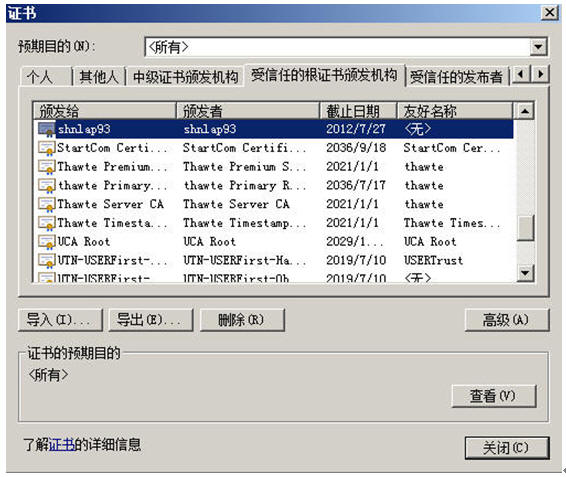 证书
预期目的(N): <所有>
个人 其他人 中级证书颁发机构 受信任的根证书颁发机构 受信任的发布者
颁发给 颁发者 截止日期 友好名称
shnlap93 shnlap93 2012/7/27 <无>
StartCom Certi... StartCom Certifi... 2036/9/18 StartCom Cer...
Thawte Premium... Thawte Premium S... 2021/1/1 thawte
thawte Primary... thawte Primary R... 2036/7/17 thawte
Thawte Server CA Thawte Server CA 2021/1/1 thawte
Thawte Timesta... Thawte Timestamp... 2021/1/1 Thawte Times...
UCA Root UCA Root 2029/1... UCA Root
UTN-USERFirst-... UTN-USERFirst-Ha... 2019/7/10 USERTrust
UTN-USERFirst- UTN-USERFirst-Ob 2019/7/10 <无>
导入(I)... 导出(E)... 删除(R) 高级(A)
证书的预期目的
<所有>
查看(V)
了解证书的详细信息
关闭(C)